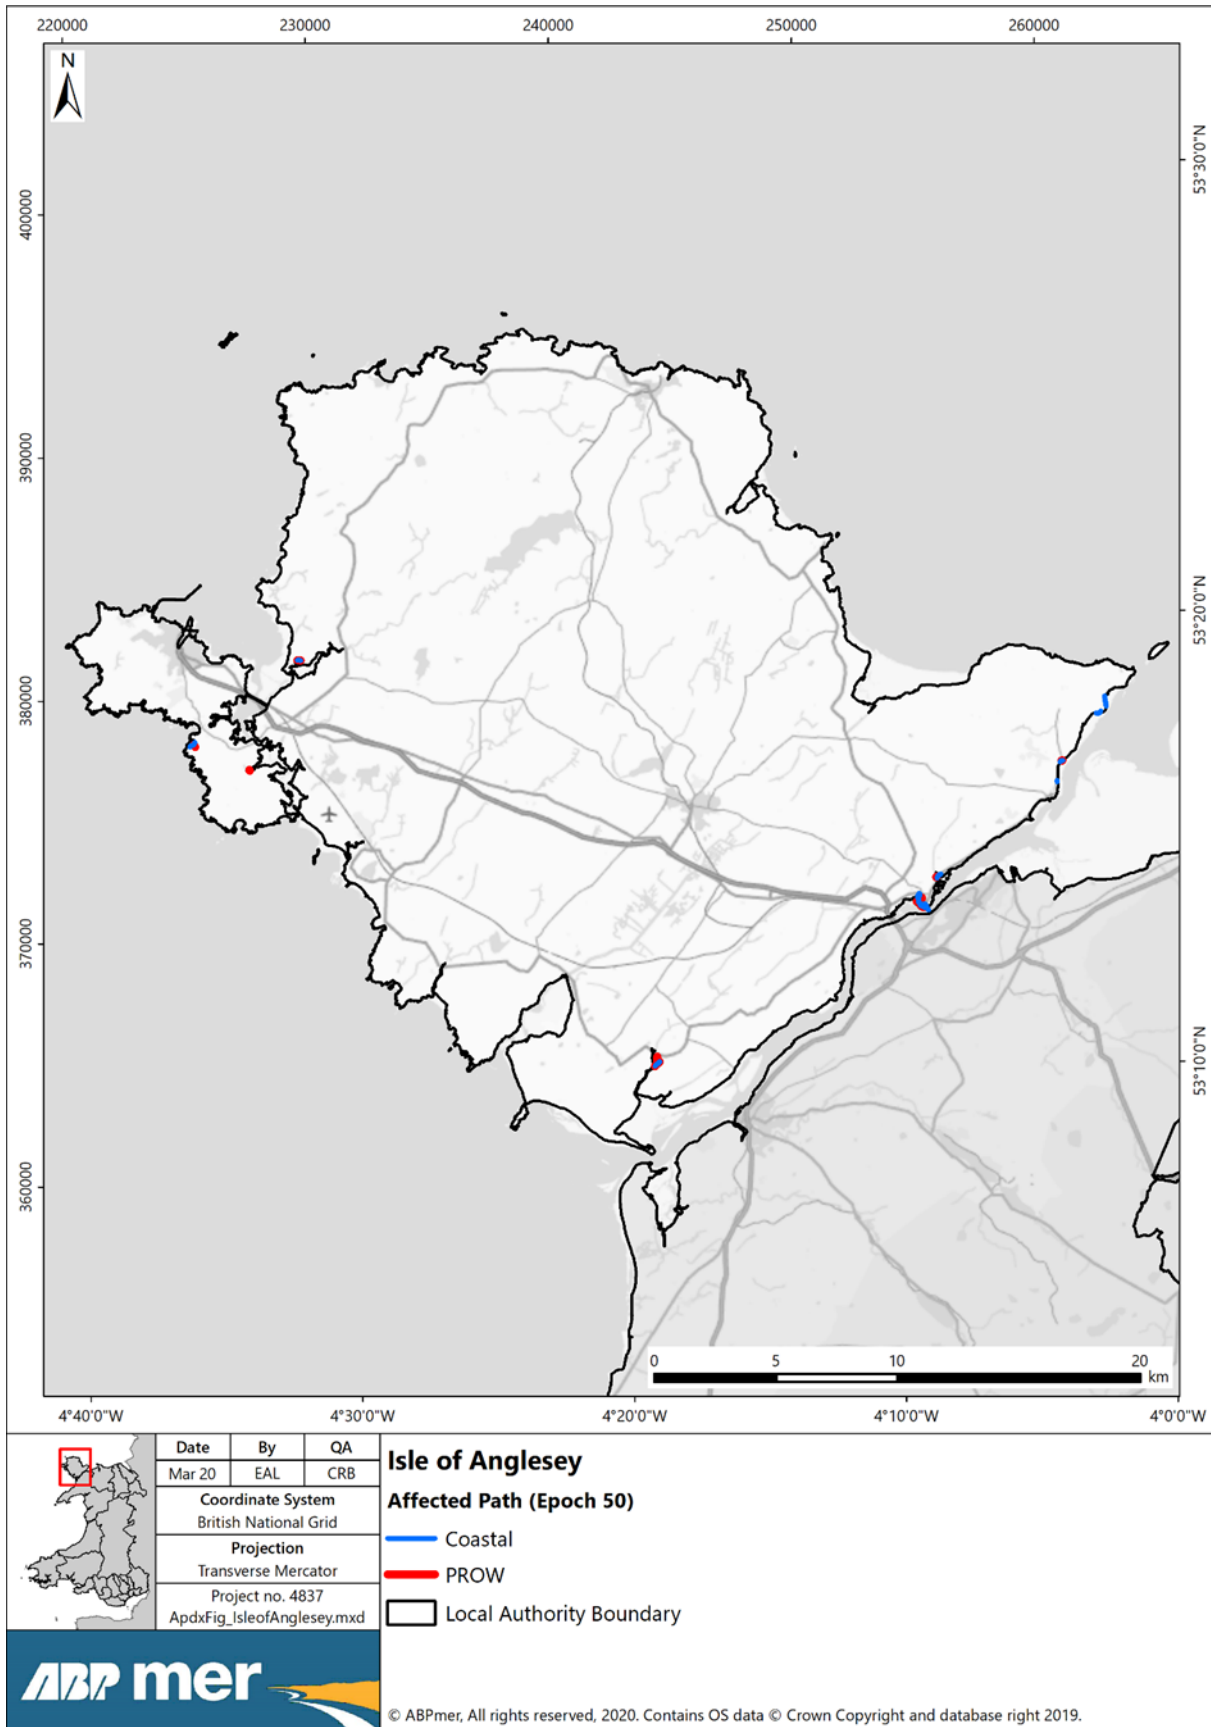 220000 230000 240000 250000 260000
N
400000
390000
380000
370000
360000
53°30'0"N
53°20'0"N
53°10'0"N
0 5 10 20
km
4°40'0"W 4°30'0"W 4°20'0"W 4°10'0"W 4°0'0"W
Date By QA
Mar 20 EAL CRB
Coordinate System
British National Grid
Projection
Transverse Mercator
Project no. 4837
ApdxFig_IsleofAnglesey.mxd
ABPmer
Isle of Anglesey
Affected Path (Epoch 50)
Coastal
PROW
Local Authority Boundary
© ABPmer, All rights reserved, 2020. Contains OS data © Crown Copyright and database right 2019.